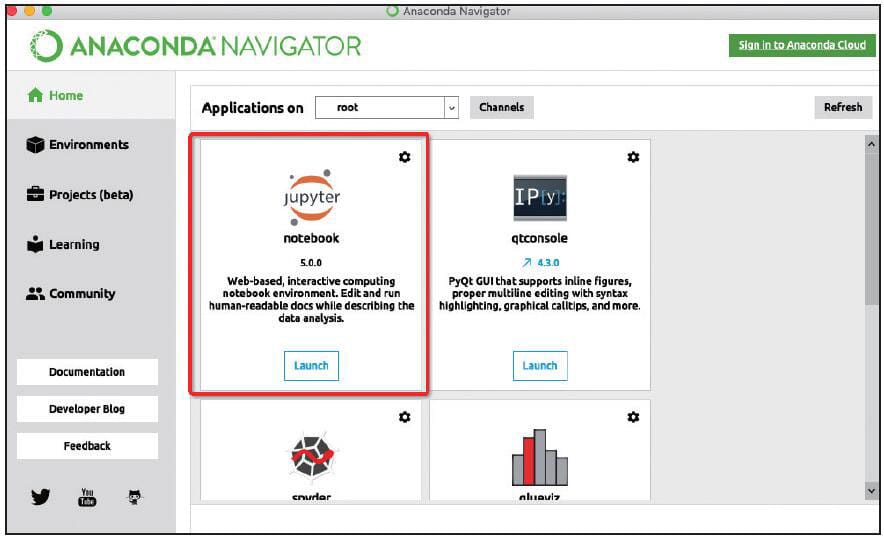 Anaconda Navigator
ANACONDA NAVIGATOR
Sign in to Anaconda Cloud
Home
Environments
Projects (beta)
Learning
Community
Documentation
Developer Blog
Feedback
You
Tube
Applications on
root
Channels
Refresh
jupyter
notebook
5.0.0
Web-based, interactive computing
notebook environment. Edit and run
human-readable docs while describing the
data analysis.
Launch
IP[y]:
qtconsole
4.3.0
PyQt GUI that supports inline figures,
proper multiline editing with syntax
highlighting, graphical calltips, and more.
Launch
spyder
glueviz